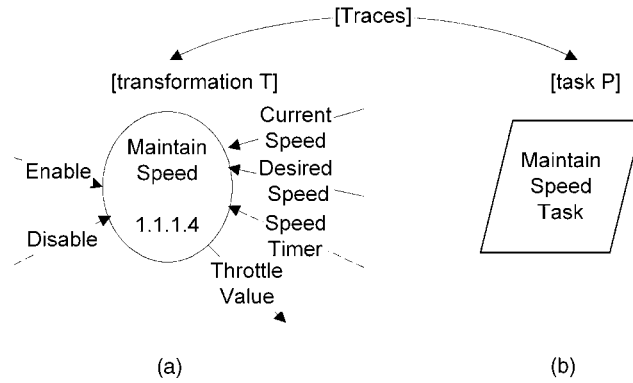 [Traces]
[transformation T]
[task P]
Current
Speed
Maintain
Speed
1.1.1.4
Enable
Disable
Desired
Speed
Speed
Timer
Throttle
Value
Maintain
Speed
Task
(a)
(b)